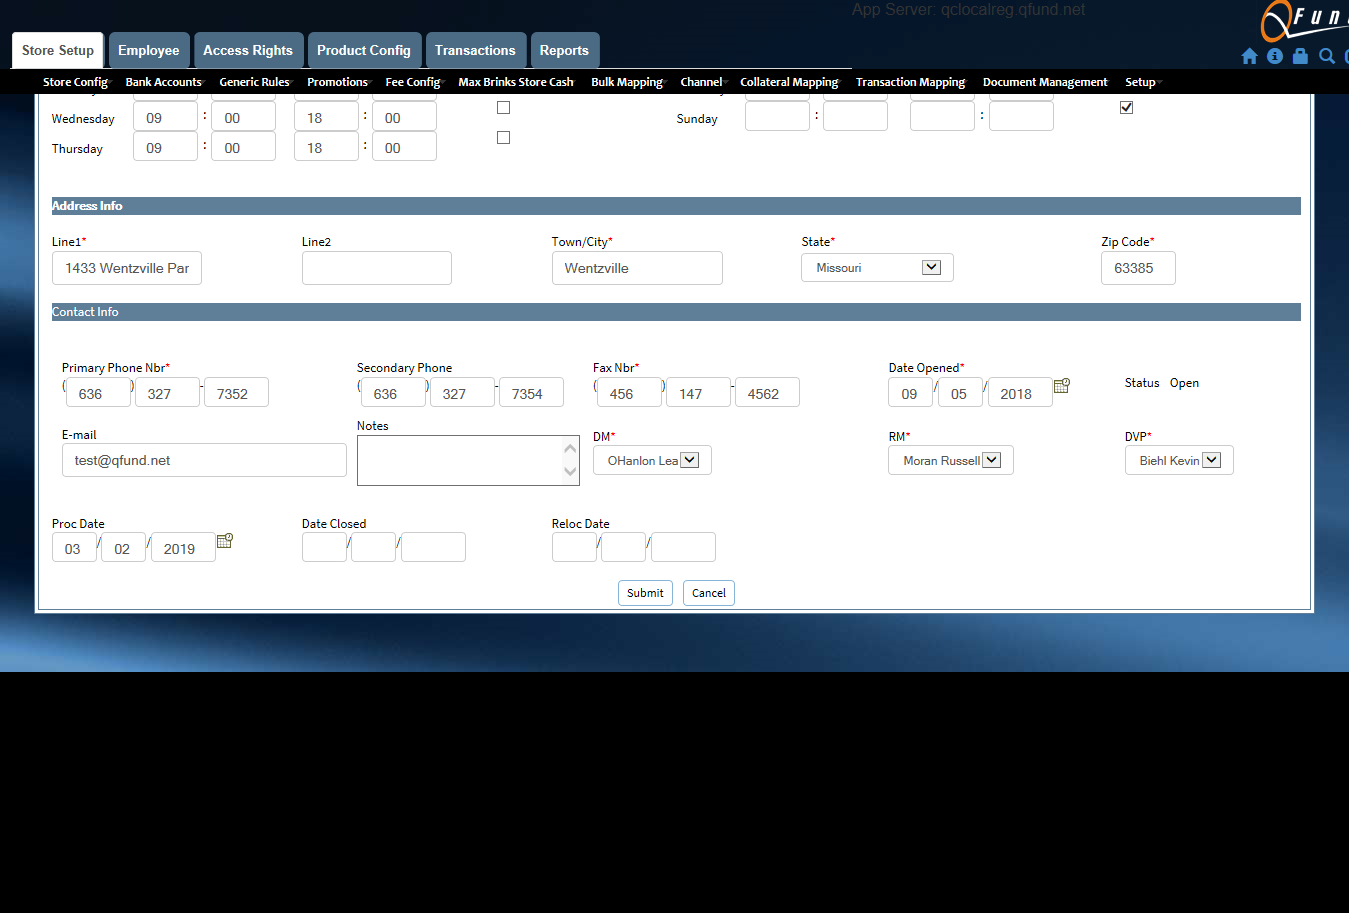 App Server: qclocalreg.qfund.net
Store Setup Employee Access Rights Product Config Transactions Reports
Store Config Bank Accounts Generic Rules Promotions Fee Config Max Brinks Store Cash Bulk Mapping Channel Collateral Mapping Transaction Mapping Document Management Setup
Wednesday 09 : 00 18 : 00 Sunday : :
Thursday 09 : 00 18 : 00
Address Info
Line1* Line2 Town/City* State* Zip Code*
1433 Wentzville Par Wentzville Missouri 63385
Contact Info
Primary Phone Nbr* Secondary Phone Fax Nbr* Date Opened*
(636)327-7352 (636)327-7354 (456)147-4562 09/05/2018 Status Open
E-mail Notes DM* RM* DVP*
test@qfund.net OHanlon Lea Moran Russell Biehl Kevin
Proc Date Date Closed Reloc Date
03/02/2019 / / / /
Submit Cancel